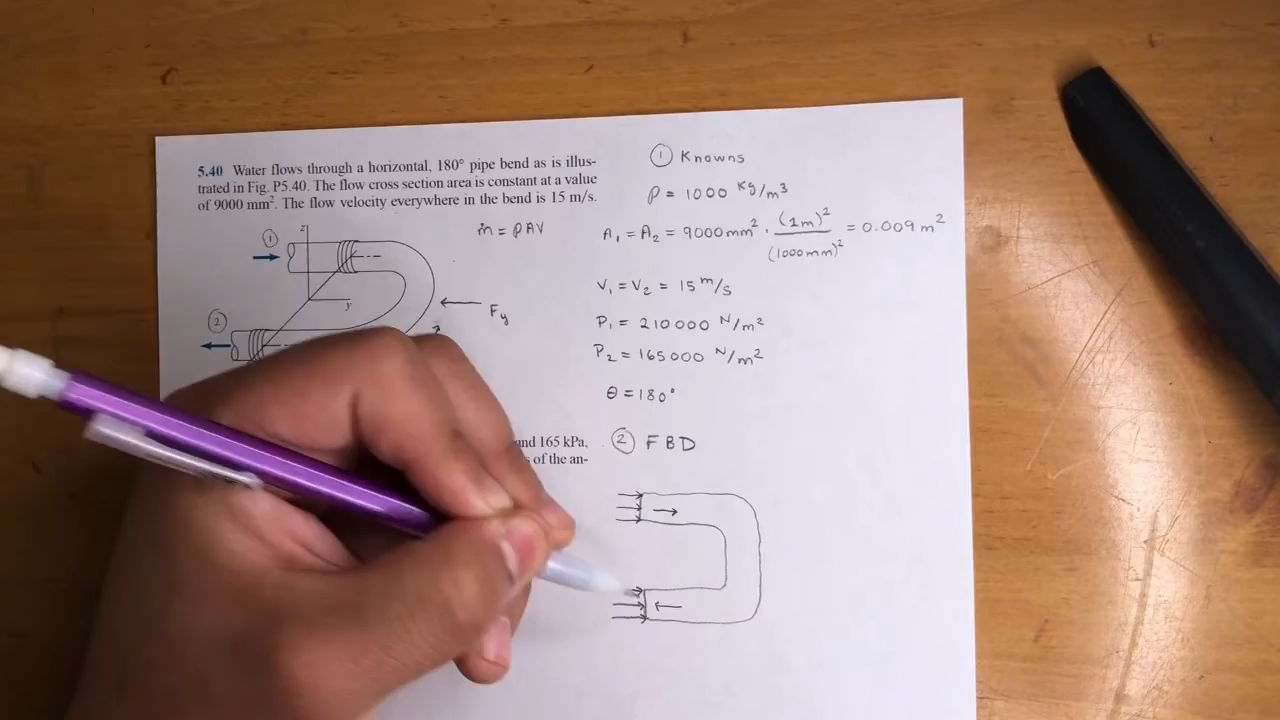 5.40 Water flows through a horizontal, 180° pipe bend as is illus-
trated in Fig. P5.40. The flow cross section area is constant at a value
of 9000 mm². The flow velocity everywhere in the bend is 15 m/s.
ṁ = ρAV
z
①
y
Fy
②
and 165 kPa,
of the an-
① Knowns
ρ = 1000 Kg/m³
A₁ = A₂ = 9000mm² · (1m)²/(1000mm)² = 0.009 m²
V₁ = V₂ = 15 m/s
P₁ = 210000 N/m²
P₂ = 165000 N/m²
θ = 180°
② FBD